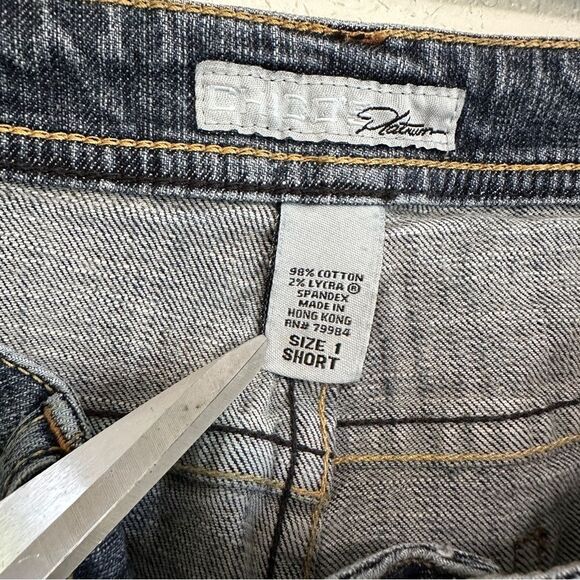 CHICO'S
Platinum
98% COTTON
2% LYCRA ®
SPANDEX
MADE IN
HONG KONG
RN# 79984
SIZE 1
SHORT